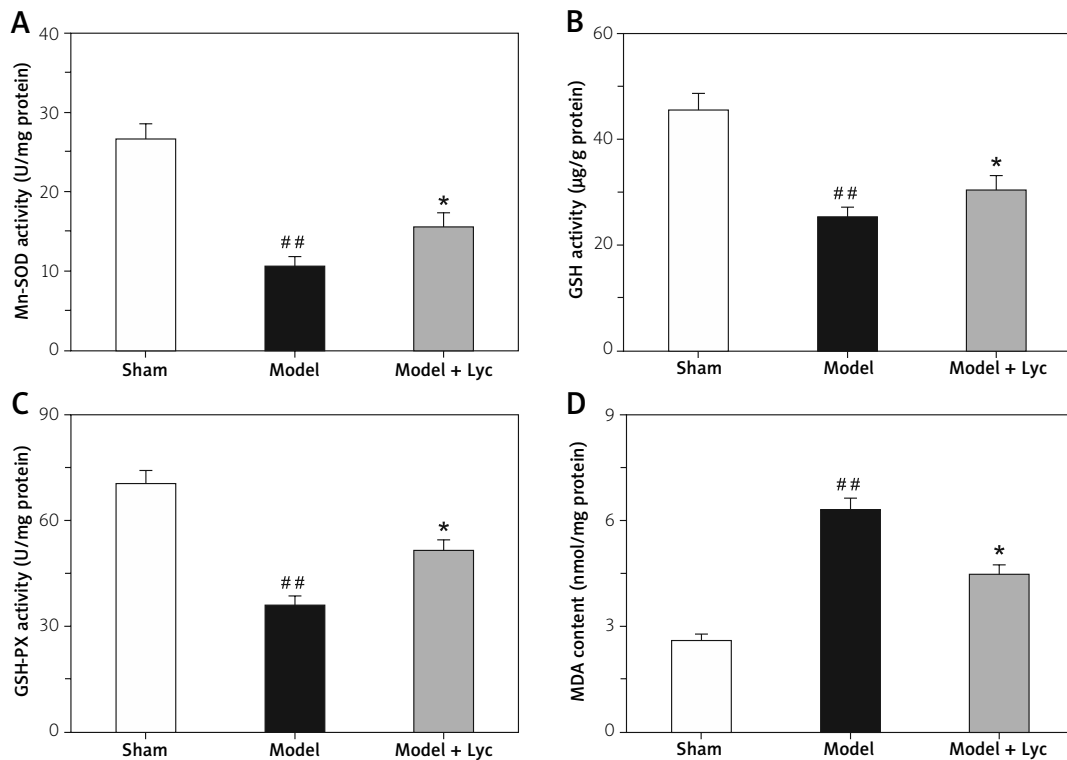 A
Mn-SOD activity (U/mg protein)
40
30
20
10
0
##
*
Sham
Model
Model + Lyc
B
GSH activity (µg/g protein)
60
40
20
0
##
*
Sham
Model
Model + Lyc
C
GSH-PX activity (U/mg protein)
90
60
30
0
##
*
Sham
Model
Model + Lyc
D
MDA content (nmol/mg protein)
9
6
3
0
##
*
Sham
Model
Model + Lyc